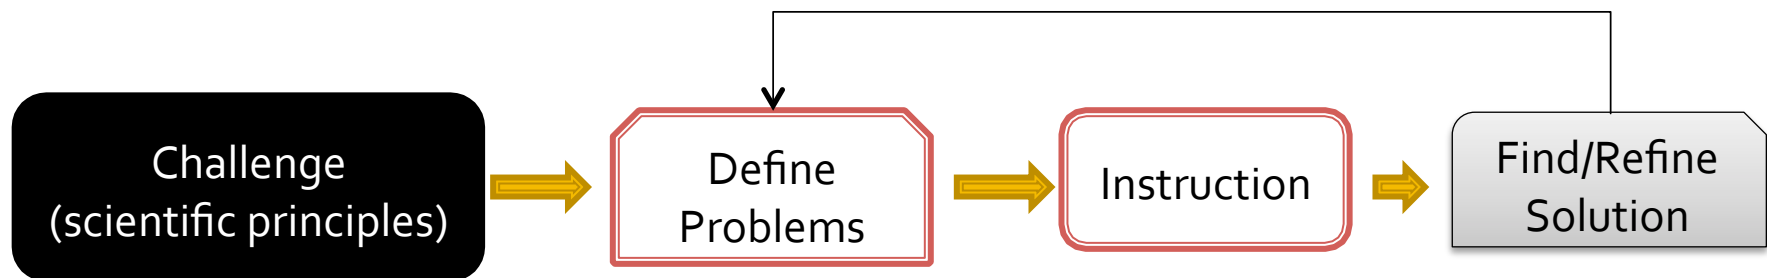 Challenge
(scientific principles)
Define
Problems
Instruction
Find/Refine
Solution